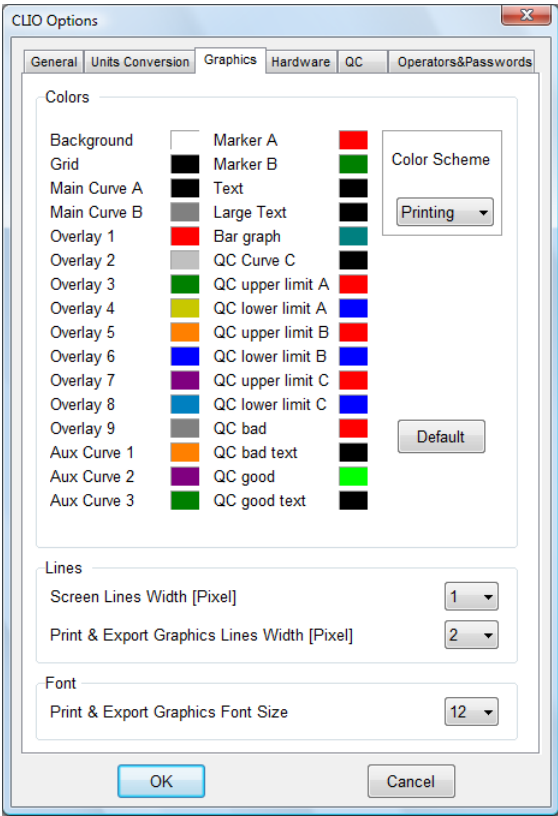 CLIO Options
General Units Conversion Graphics Hardware QC Operators&Passwords
Colors
Background Marker A
Grid Marker B
Main Curve A Text
Main Curve B Large Text
Overlay 1 Bar graph
Overlay 2 QC Curve C
Overlay 3 QC upper limit A
Overlay 4 QC lower limit A
Overlay 5 QC upper limit B
Overlay 6 QC lower limit B
Overlay 7 QC upper limit C
Overlay 8 QC lower limit C
Overlay 9 QC bad
Aux Curve 1 QC bad text
Aux Curve 2 QC good
Aux Curve 3 QC good text
Color Scheme
Printing
Default
Lines
Screen Lines Width [Pixel] 1
Print & Export Graphics Lines Width [Pixel] 2
Font
Print & Export Graphics Font Size 12
OK Cancel